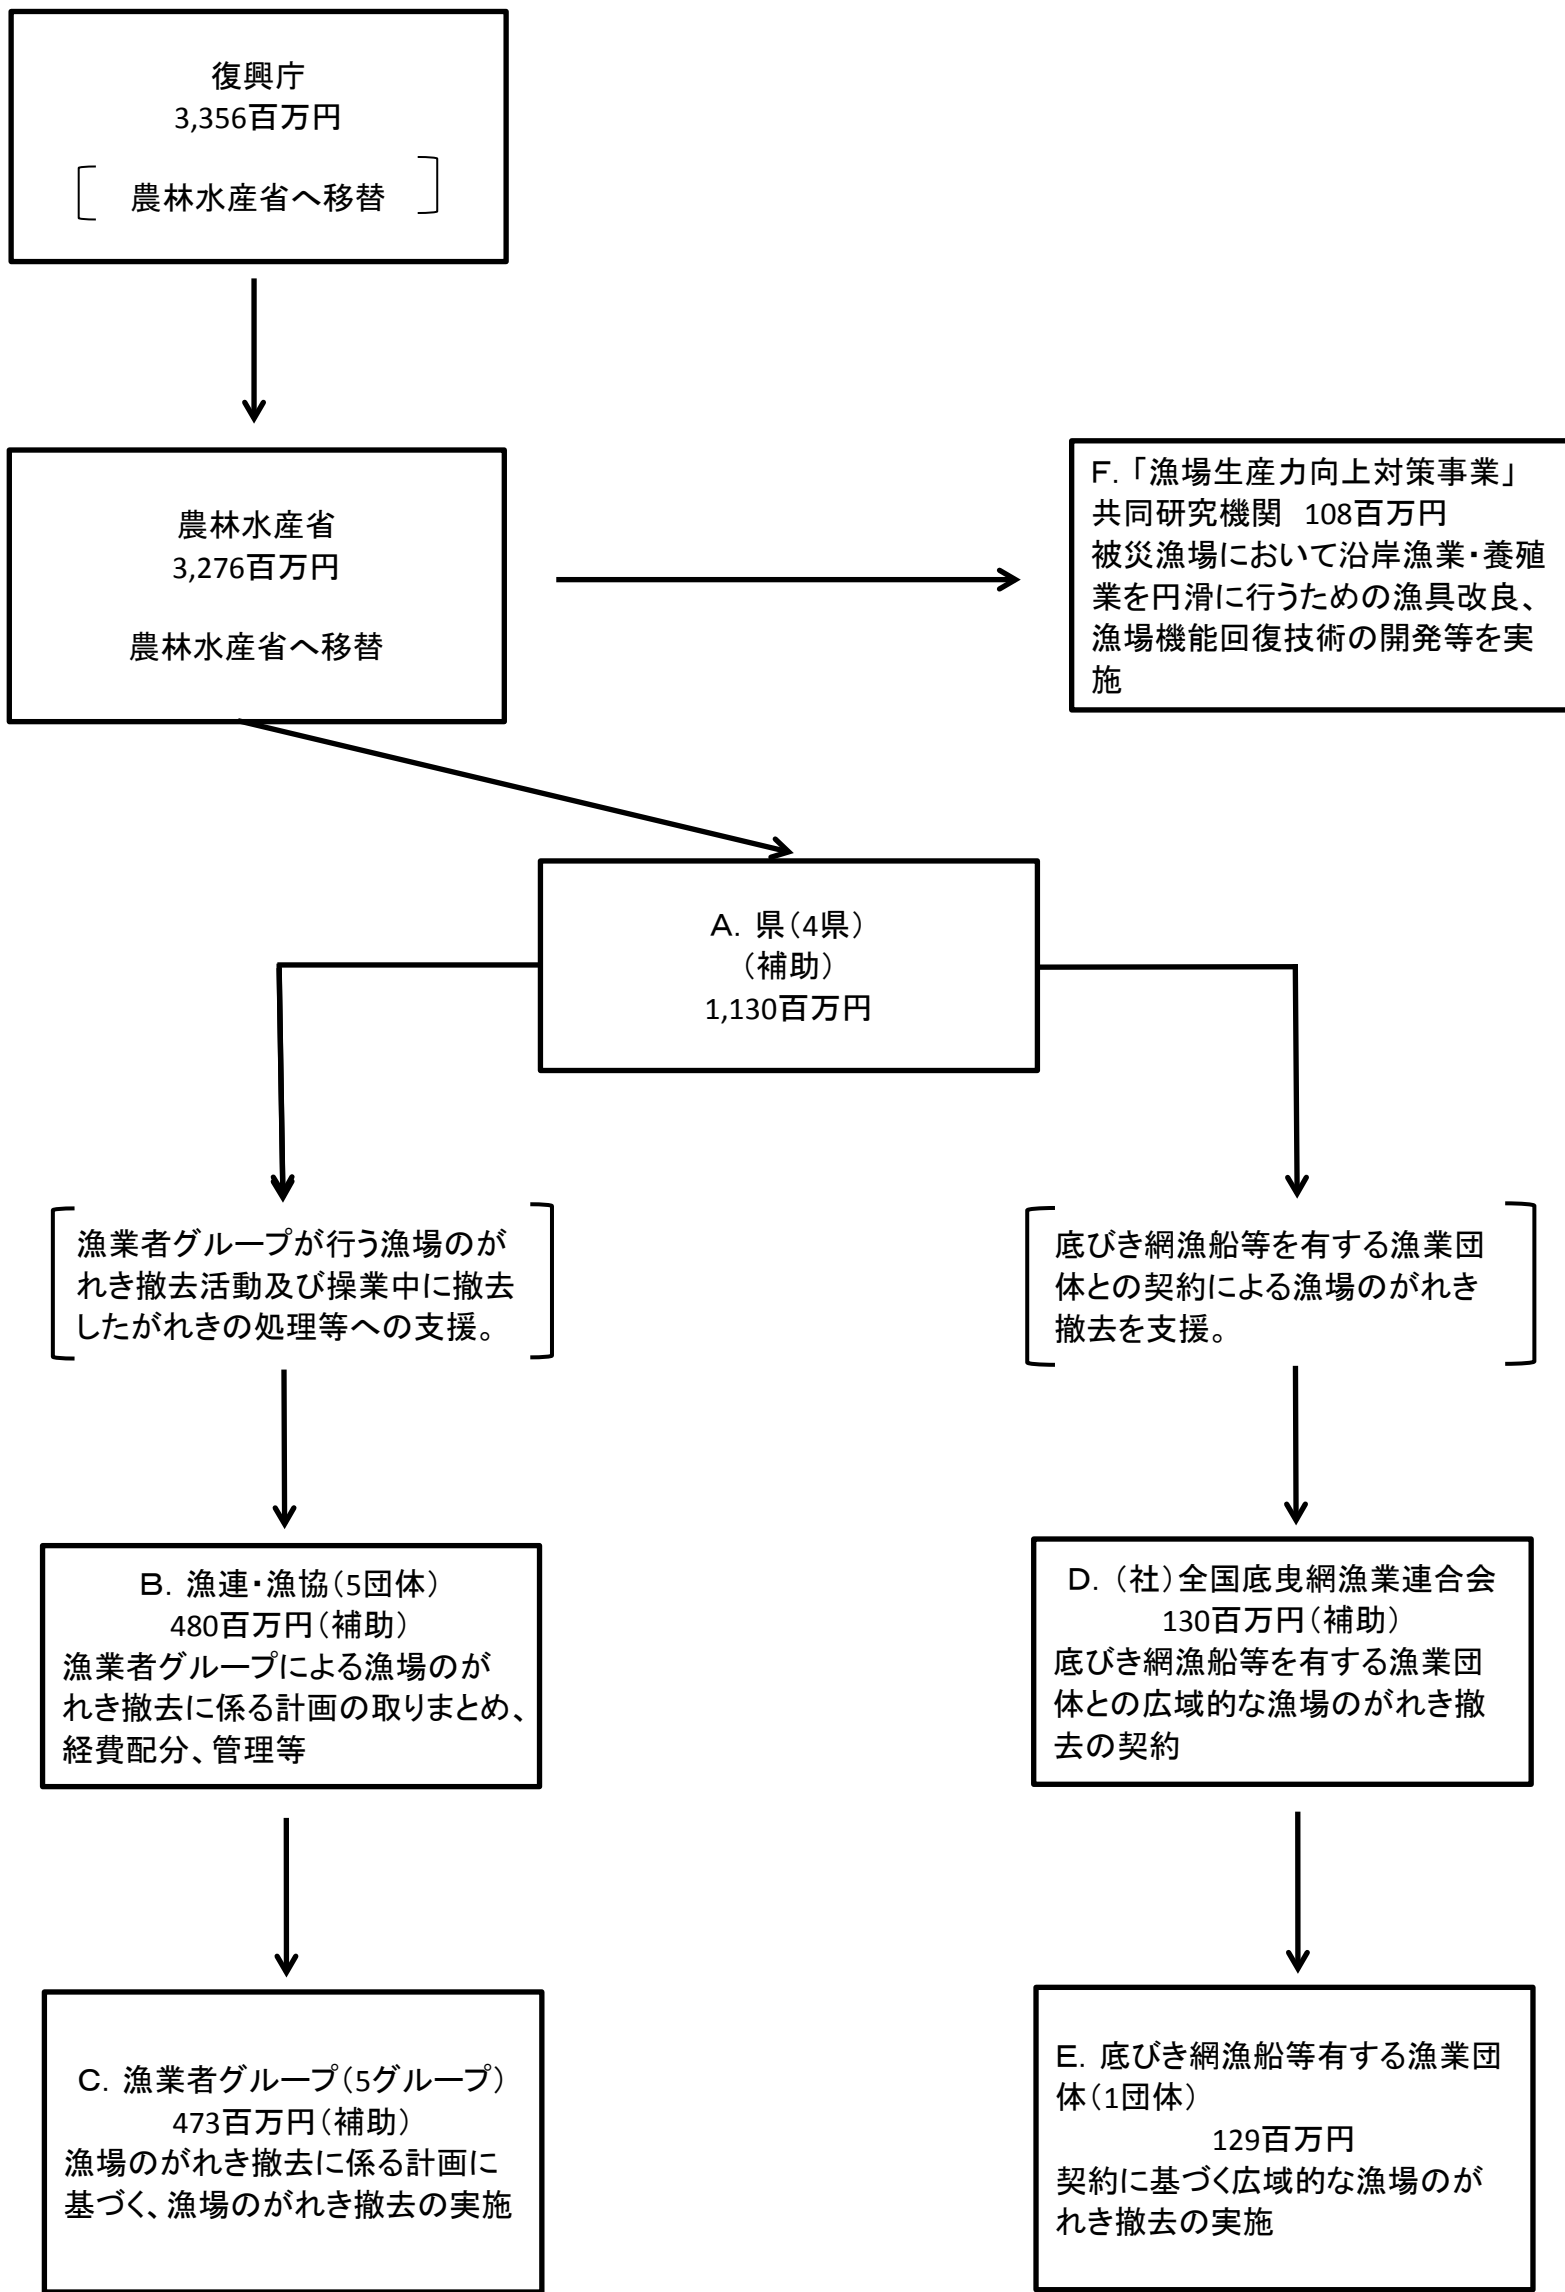 復興庁
3,356百万円
農林水産省へ移替
農林水産省
3,276百万円
農林水産省へ移替
F.「漁場生産力向上対策事業」
共同研究機関 108百万円
被災漁場において沿岸漁業・養殖
業を円滑に行うための漁具改良、
漁場機能回復技術の開発等を実
施
A. 県(4県)
(補助)
1,130百万円
漁業者グループが行う漁場のが
れき撤去活動及び操業中に撤去
したがれきの処理等への支援。
底びき網漁船等を有する漁業団
体との契約による漁場のがれき
撤去を支援。
B. 漁連・漁協(5団体)
480百万円(補助)
漁業者グループによる漁場のが
れき撤去に係る計画の取りまとめ、
経費配分、管理等
D. (社)全国底曳網漁業連合会
130百万円(補助)
底びき網漁船等を有する漁業団
体との広域的な漁場のがれき撤
去の契約
C. 漁業者グループ(5グループ)
473百万円(補助)
漁場のがれき撤去に係る計画に
基づく、漁場のがれき撤去の実施
E. 底びき網漁船等有する漁業団
体(1団体)
129百万円
契約に基づく広域的な漁場のが
れき撤去の実施